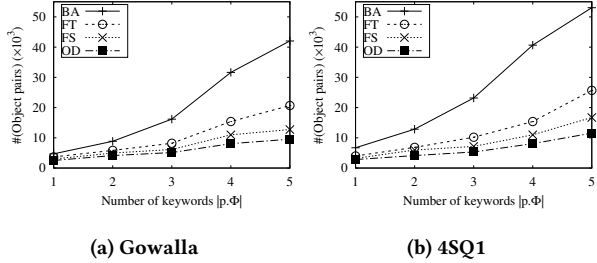 #(Object pairs) (×10³)
50
40
30
20
10
0
BA
FT
FS
OD
1 2 3 4 5
Number of keywords |p.Φ|
(a) Gowalla
#(Object pairs) (×10³)
50
40
30
20
10
0
BA
FT
FS
OD
1 2 3 4 5
Number of keywords |p.Φ|
(b) 4SQ1